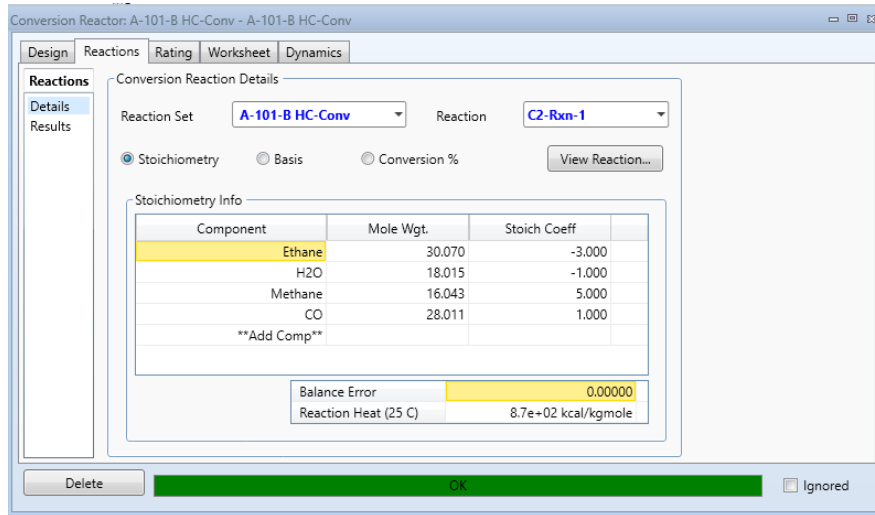 Conversion Reactor: A-101-B HC-Conv - A-101-B HC-Conv
Design Reactions Rating Worksheet Dynamics
Reactions
Details
Results
Conversion Reaction Details
Reaction Set A-101-B HC-Conv Reaction C2-Rxn-1
Stoichiometry Basis Conversion % View Reaction...
Stoichiometry Info
Component Mole Wgt. Stoich Coeff
Ethane 30.070 -3.000
H2O 18.015 -1.000
Methane 16.043 5.000
CO 28.011 1.000
**Add Comp**
Balance Error 0.00000
Reaction Heat (25 C) 8.7e+02 kcal/kgmole
Delete OK Ignored